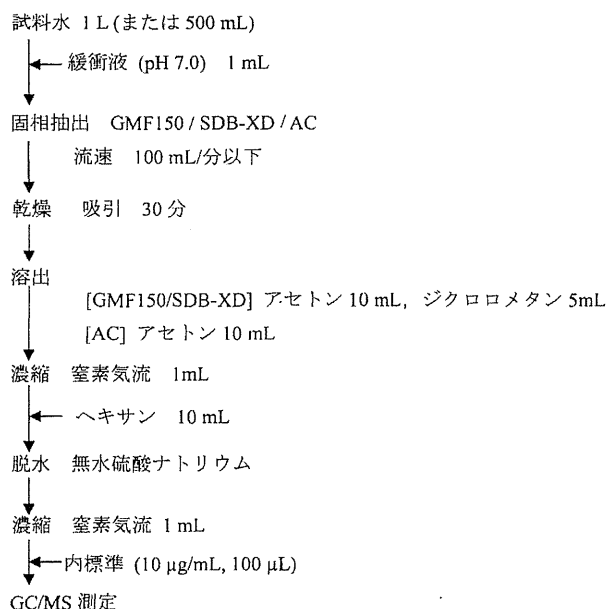 試料水 1 L (または 500 mL)
緩衝液 (pH 7.0) 1 mL
固相抽出 GMF150 / SDB-XD / AC
流速 100 mL/分以下
乾燥 吸引 30 分
溶出
[GMF150/SDB-XD] アセトン 10 mL, ジクロロメタン 5mL
[AC] アセトン 10 mL
濃縮 窒素気流 1mL
ヘキサン 10 mL
脱水 無水硫酸ナトリウム
濃縮 窒素気流 1 mL
内標準 (10 μg/mL, 100 μL)
GC/MS 測定